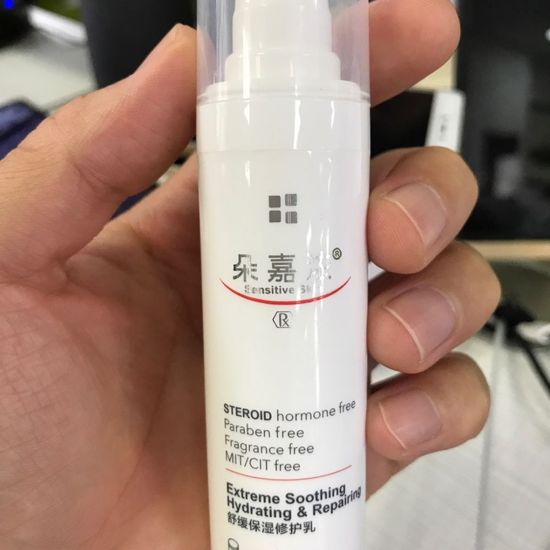 朵嘉浓®
Sensitive
STEROID hormone free
Paraben free
Fragrance free
MIT/CIT free
Extreme Soothing
Hydrating & Repairing
舒缓保湿修护乳